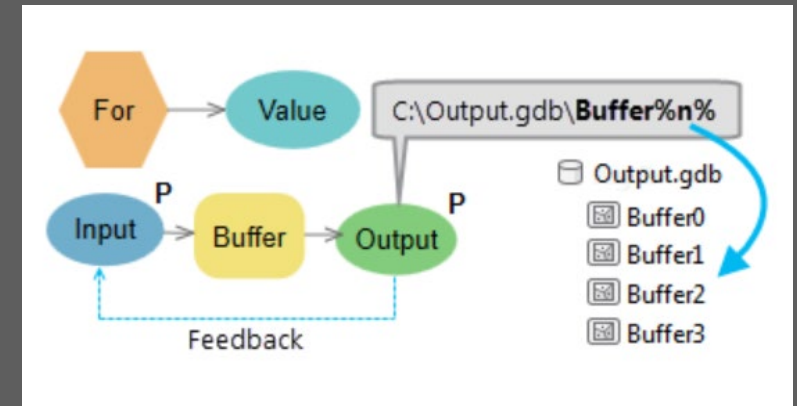 For
Value
C:\Output.gdb\Buffer%n%
Input
P
Buffer
Output
P
Feedback
Output.gdb
Buffer0
Buffer1
Buffer2
Buffer3